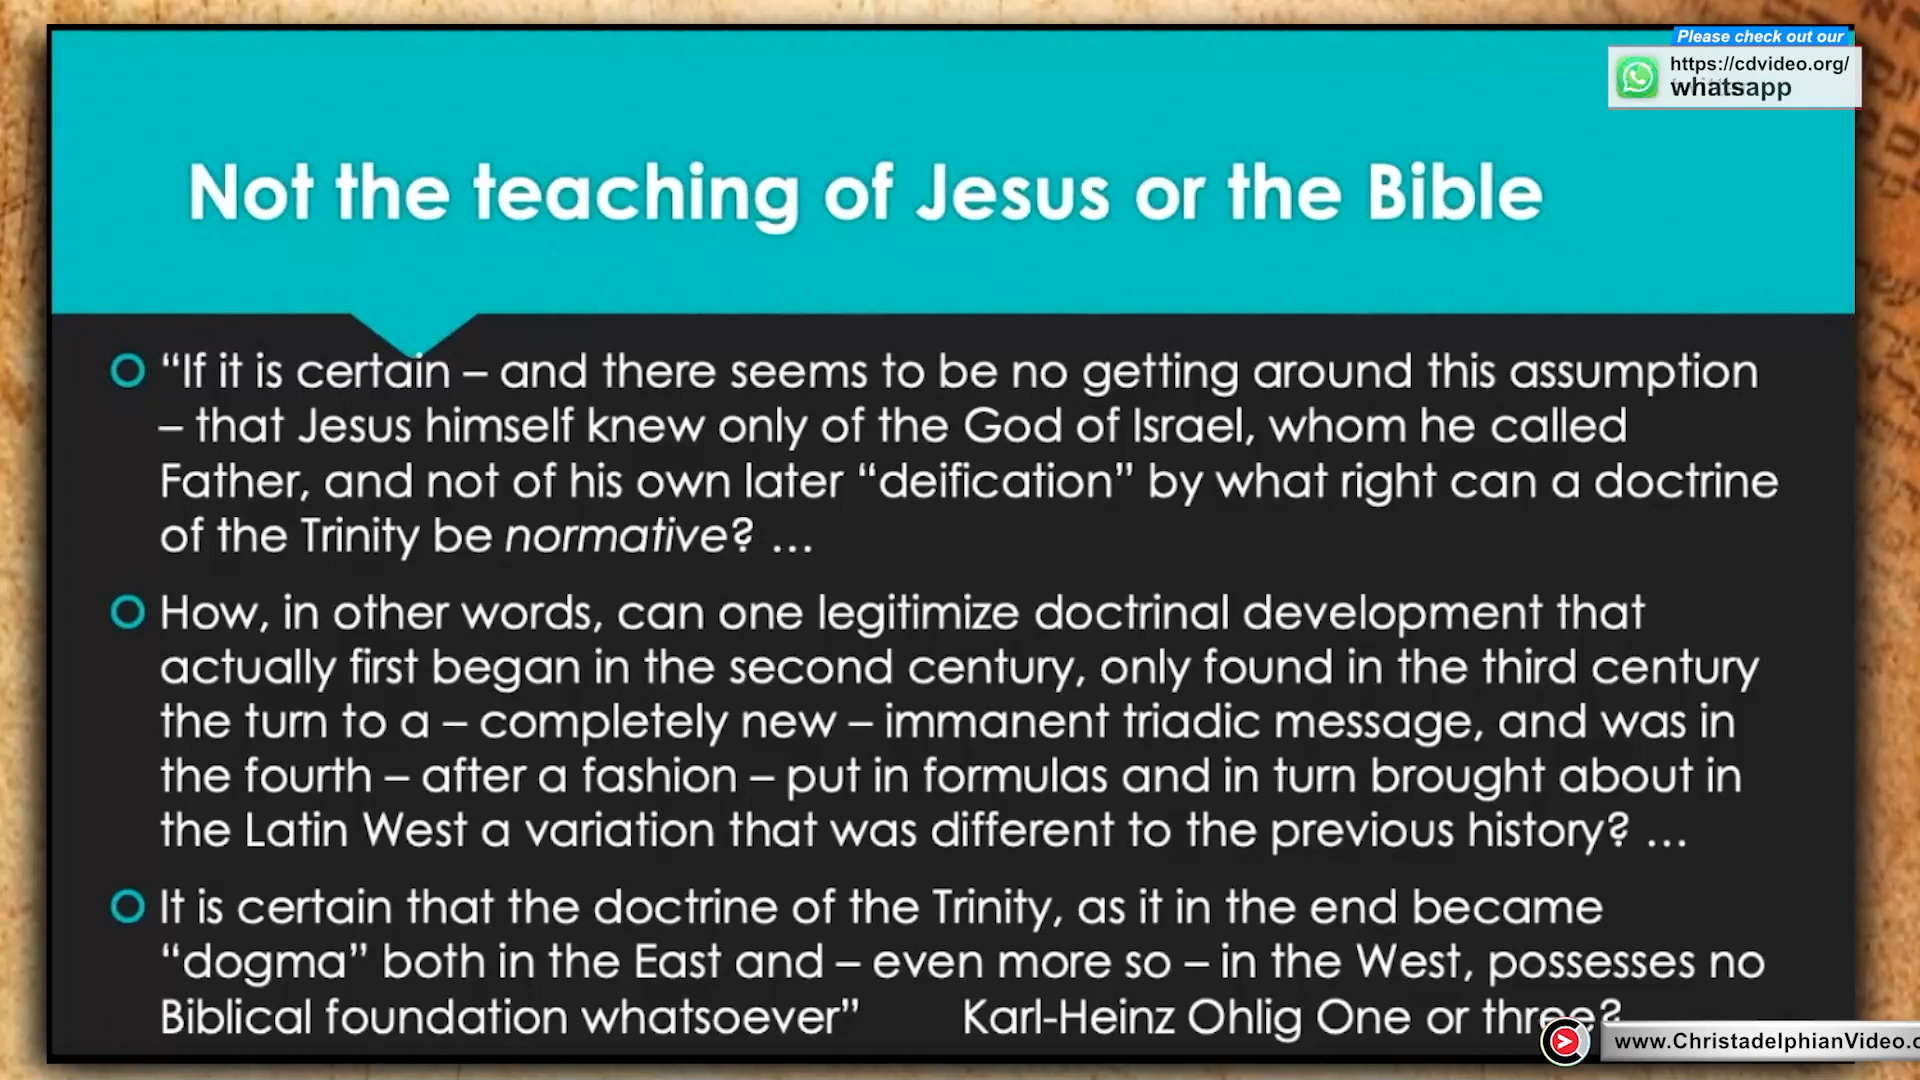 Please check out our
https://cdvideo.org/
whatsapp
Not the teaching of Jesus or the Bible
“If it is certain – and there seems to be no getting around this assumption
– that Jesus himself knew only of the God of Israel, whom he called
Father, and not of his own later “deification” by what right can a doctrine
of the Trinity be normative? …
How, in other words, can one legitimize doctrinal development that
actually first began in the second century, only found in the third century
the turn to a – completely new – immanent triadic message, and was in
the fourth – after a fashion – put in formulas and in turn brought about in
the Latin West a variation that was different to the previous history? …
It is certain that the doctrine of the Trinity, as it in the end became
“dogma” both in the East and – even more so – in the West, possesses no
Biblical foundation whatsoever” Karl-Heinz Ohlig One or three?
www.ChristadelphianVideo.